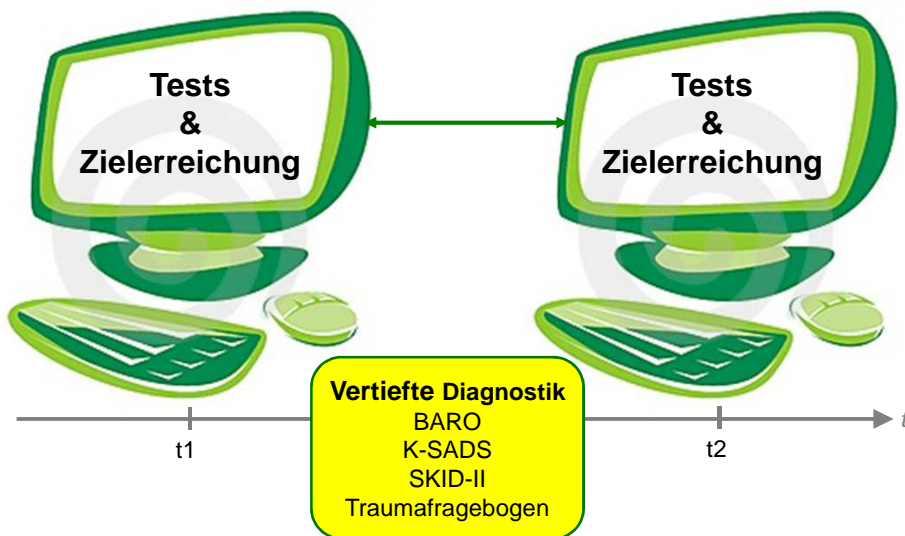 Tests
&
Zielerreichung
Tests
&
Zielerreichung
t1
Vertiefte Diagnostik
BARO
K-SADS
SKID-II
Traumafragebogen
t2
t